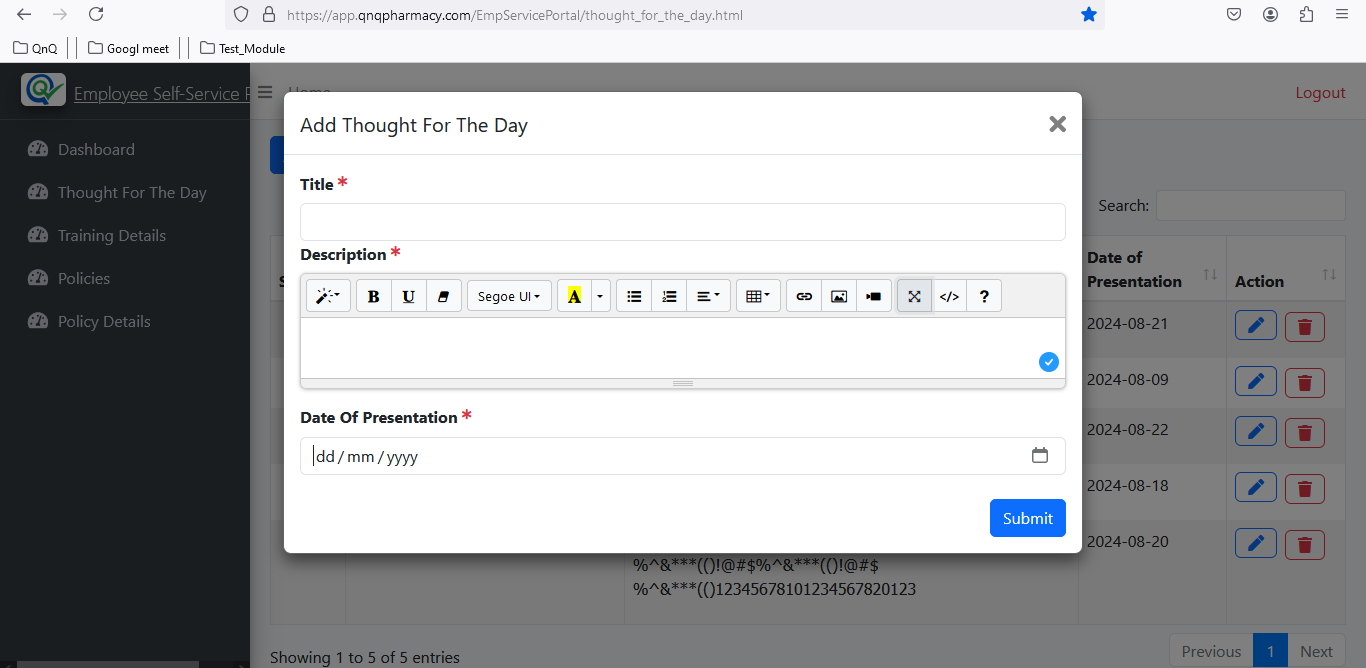 https://app.qnqpharmacy.com/EmpServicePortal/thought_for_the_day.html
QnQ
Googl meet
Test_Module
Employee Self-Service
Home
Logout
Add Thought For The Day
Dashboard
Thought For The Day
Training Details
Policies
Policy Details
Title *
Search:
Description *
Date of
Presentation
Action
B U Segoe UI A </> ?
2024-08-21
2024-08-09
Date Of Presentation *
2024-08-22
dd / mm / yyyy
2024-08-18
Submit
2024-08-20
%^&***(()!@#$%^&***(()!@#$
%^&***(()12345678101234567820123
Showing 1 to 5 of 5 entries
Previous 1 Next